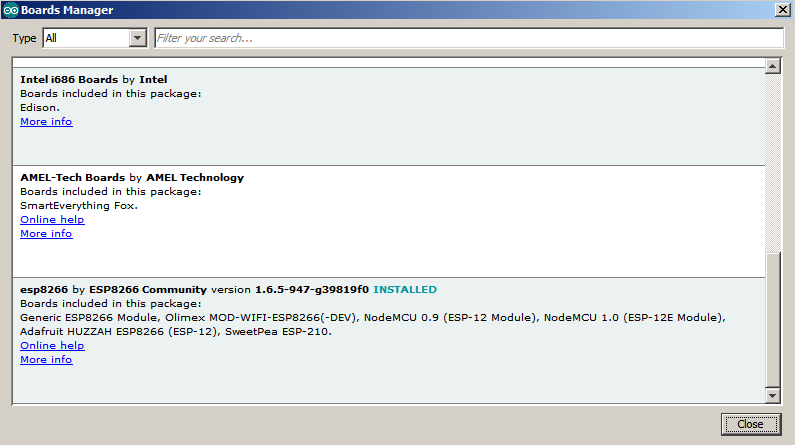 Boards Manager
Type All Filter your search...
Intel i686 Boards by Intel
Boards included in this package:
Edison.
More info
AMEL-Tech Boards by AMEL Technology
Boards included in this package:
SmartEverything Fox.
Online help
More info
esp8266 by ESP8266 Community version 1.6.5-947-g39819f0 INSTALLED
Boards included in this package:
Generic ESP8266 Module, Olimex MOD-WIFI-ESP8266(-DEV), NodeMCU 0.9 (ESP-12 Module), NodeMCU 1.0 (ESP-12E Module),
Adafruit HUZZAH ESP8266 (ESP-12), SweetPea ESP-210.
Online help
More info
Close